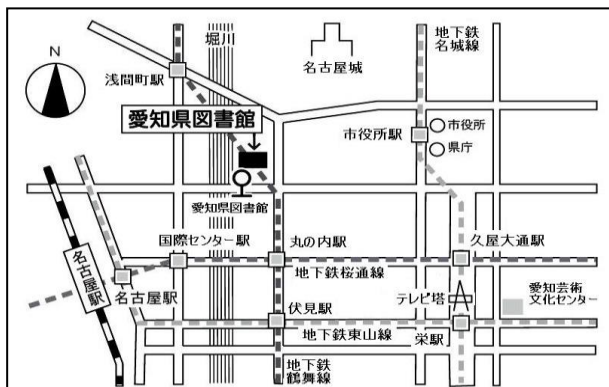 N
堀川
地下鉄
名城線
名古屋城
浅間町駅
愛知県図書館
市役所駅
市役所
県庁
愛知県図書館
国際センター駅
丸の内駅
久屋大通駅
名古屋駅
地下鉄桜通線
名古屋駅
伏見駅
テレビ塔
愛知芸術
文化センター
地下鉄東山線
栄駅
地下鉄
鶴舞線